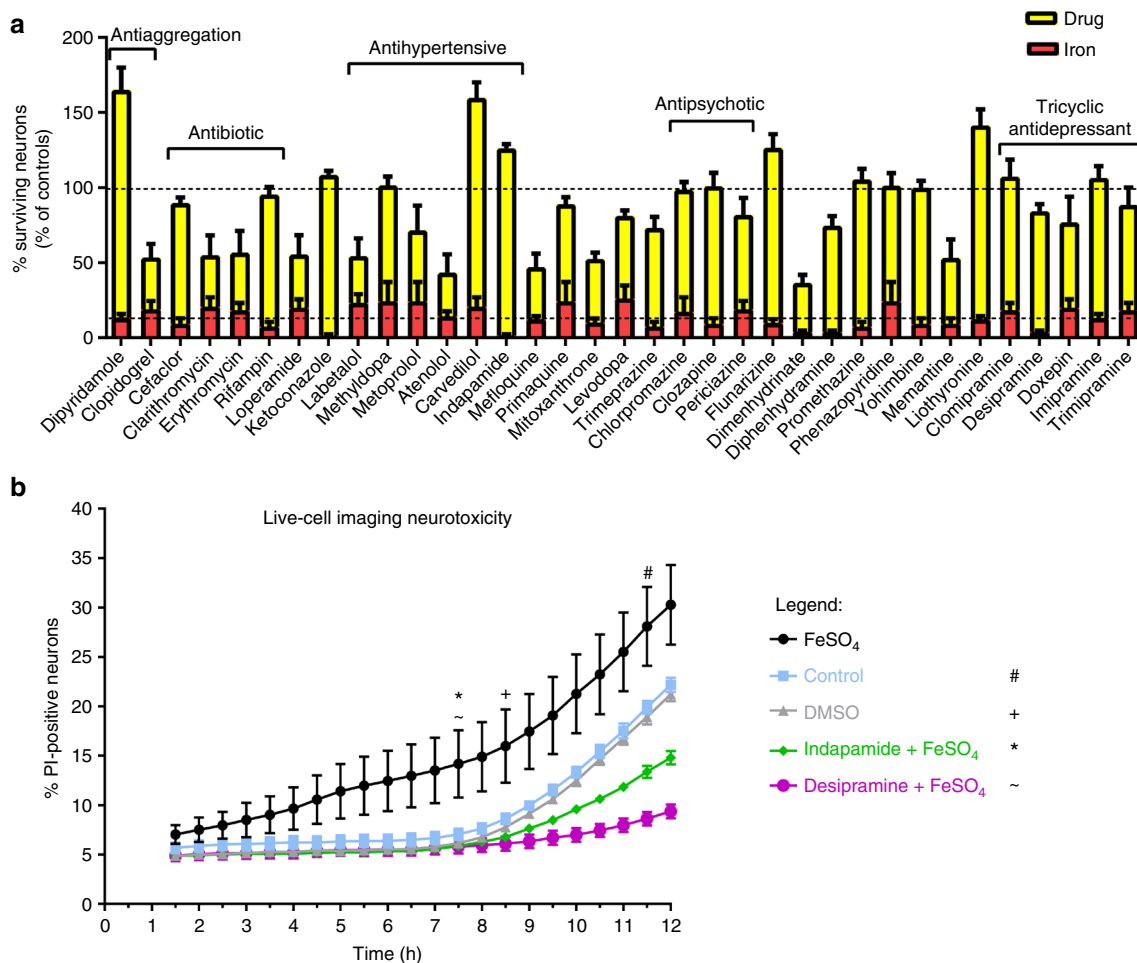 a
Drug
Iron
Antiaggregation
Antihypertensive
Antibiotic
Antipsychotic
Tricyclic
antidepressant
% surviving neurons
(% of controls)
200
150
100
50
0
Dipyridamole
Clopidogrel
Cefaclor
Clarithromycin
Erythromycin
Rifampin
Loperamide
Ketoconazole
Labetalol
Methyldopa
Metoprolol
Atenolol
Carvedilol
Indapamide
Mefloquine
Primaquine
Mitoxanthrone
Levodopa
Trimeprazine
Chlorpromazine
Clozapine
Periciazine
Flunarizine
Dimenhydrinate
Diphenhydramine
Promethazine
Phenazopyridine
Yohimbine
Memantine
Liothyronine
Clomipramine
Desipramine
Doxepin
Imipramine
Trimipramine
b
Live-cell imaging neurotoxicity
% PI-positive neurons
40
35
30
25
20
15
10
5
0
#
*
~
+
0 1 2 3 4 5 6 7 8 9 10 11 12
Time (h)
Legend:
FeSO₄
Control #
DMSO +
Indapamide + FeSO₄ *
Desipramine + FeSO₄ ~